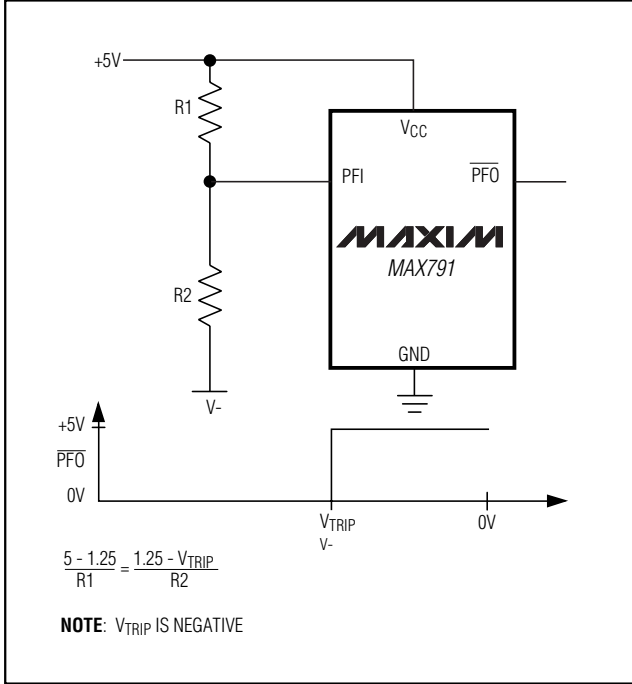 +5V
R1
VCC
PFI
PFO
MAXIM
MAX791
R2
GND
V-
+5V
PFO
0V
VTRIP
0V
V-
5 - 1.25 = 1.25 - VTRIP
R1 R2
NOTE: VTRIP IS NEGATIVE